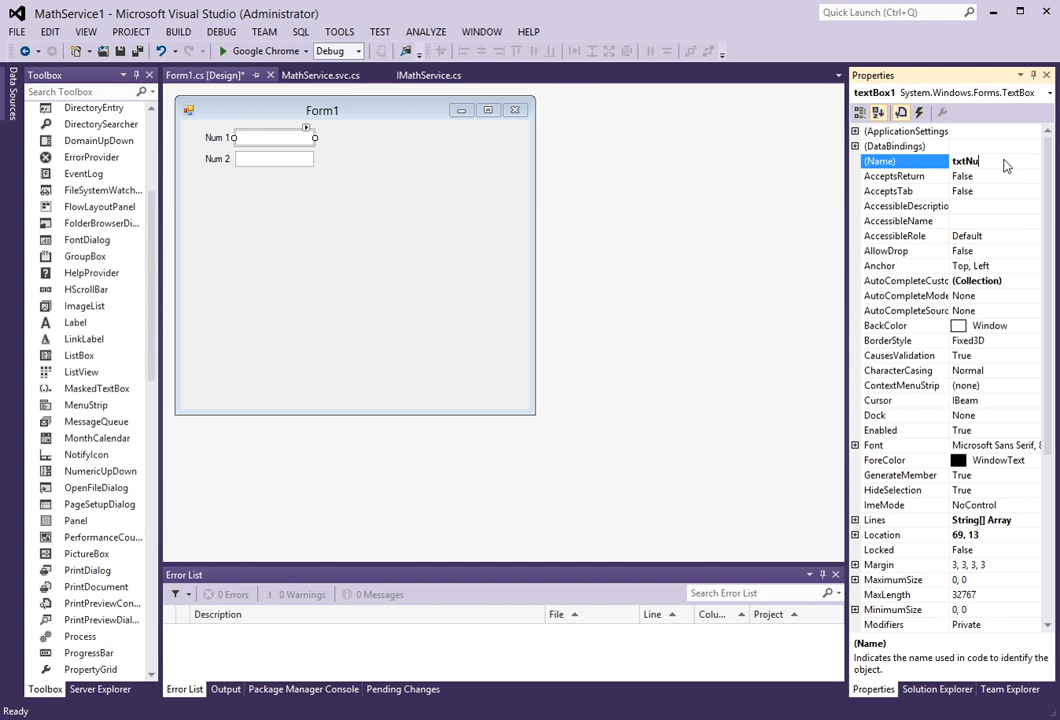 MathService1 - Microsoft Visual Studio (Administrator)
Quick Launch (Ctrl+Q)
FILE EDIT VIEW PROJECT BUILD DEBUG TEAM SQL TOOLS TEST ANALYZE WINDOW HELP
Google Chrome Debug
Data Sources
Toolbox
Search Toolbox
DirectoryEntry
DirectorySearcher
DomainUpDown
ErrorProvider
EventLog
FileSystemWatch...
FlowLayoutPanel
FolderBrowserDi...
FontDialog
GroupBox
HelpProvider
HScrollBar
ImageList
Label
LinkLabel
ListBox
ListView
MaskedTextBox
MenuStrip
MessageQueue
MonthCalendar
NotifyIcon
NumericUpDown
OpenFileDialog
PageSetupDialog
Panel
PerformanceCou...
PictureBox
PrintDialog
PrintDocument
PrintPreviewCon...
PrintPreviewDial...
Process
ProgressBar
PropertyGrid
Toolbox Server Explorer
Form1.cs [Design]* MathService.svc.cs IMathService.cs
Form1
Num 1
Num 2
Error List
0 Errors 0 Warnings 0 Messages
Search Error List
Description File Line Colu... Project
Error List Output Package Manager Console Pending Changes
Properties
textBox1 System.Windows.Forms.TextBox
(ApplicationSettings
(DataBindings)
(Name) txtNu
AcceptsReturn False
AcceptsTab False
AccessibleDescriptio
AccessibleName
AccessibleRole Default
AllowDrop False
Anchor Top, Left
AutoCompleteCusto (Collection)
AutoCompleteMode None
AutoCompleteSourc None
BackColor Window
BorderStyle Fixed3D
CausesValidation True
CharacterCasing Normal
ContextMenuStrip (none)
Cursor IBeam
Dock None
Enabled True
Font Microsoft Sans Serif, 8
ForeColor WindowText
GenerateMember True
HideSelection True
ImeMode NoControl
Lines String[] Array
Location 69, 13
Locked False
Margin 3, 3, 3, 3
MaximumSize 0, 0
MaxLength 32767
MinimumSize 0, 0
Modifiers Private
(Name)
Indicates the name used in code to identify the object.
Properties Solution Explorer Team Explorer
Ready